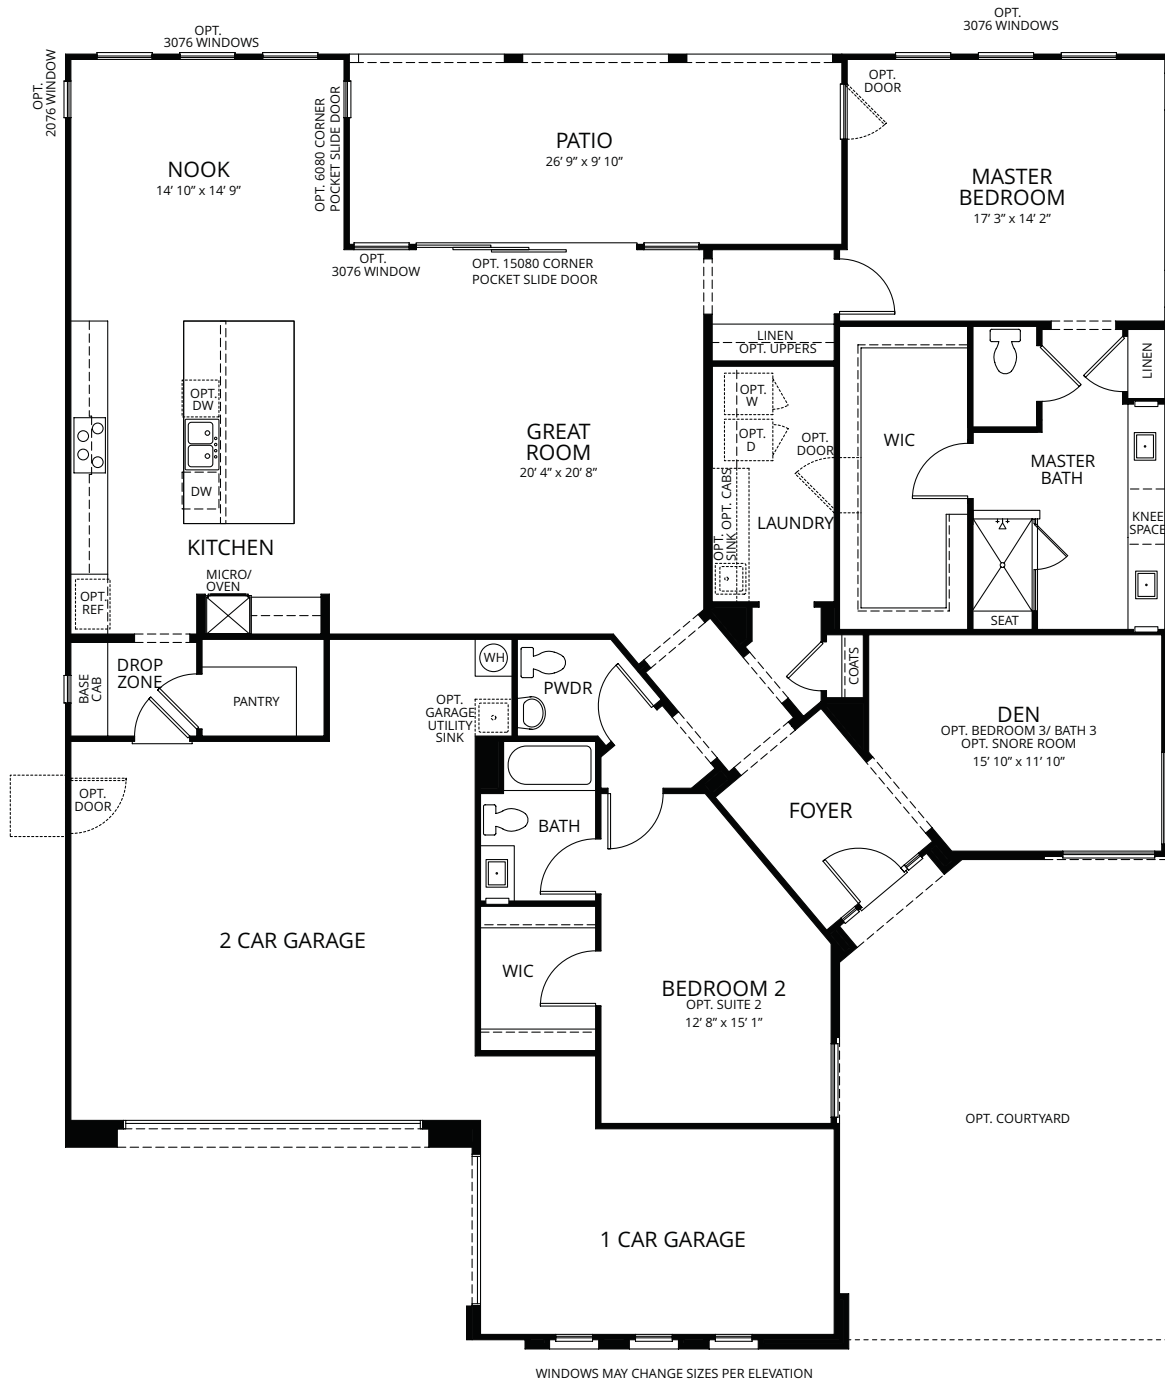 OPT.
3076 WINDOWS
OPT.
3076 WINDOWS
OPT.
2076 WINDOW
OPT. 6080 CORNER
POCKET SLIDE DOOR
OPT.
DOOR
NOOK
14’ 10” x 14’ 9”
PATIO
26’ 9” x 9’ 10”
MASTER
BEDROOM
17’ 3” x 14’ 2”
OPT.
3076 WINDOW
OPT. 15080 CORNER
POCKET SLIDE DOOR
LINEN
OPT. UPPERS
LINEN
OPT.
DW
DW
OPT.
W
OPT.
D
OPT.
DOOR
GREAT
ROOM
20’ 4” x 20’ 8”
WIC
MASTER
BATH
OPT. OPT. CABS
SINK
LAUNDRY
KNEE
SPACE
KITCHEN
MICRO/
OVEN
OPT.
REF
SEAT
BASE
CAB
DROP
ZONE
PANTRY
WH
OPT.
GARAGE
UTILITY
SINK
PWDR
COATS
DEN
OPT. BEDROOM 3/ BATH 3
OPT. SNORE ROOM
15’ 10” x 11’ 10”
OPT.
DOOR
BATH
FOYER
2 CAR GARAGE
WIC
BEDROOM 2
OPT. SUITE 2
12’ 8” x 15’ 1”
OPT. COURTYARD
1 CAR GARAGE
WINDOWS MAY CHANGE SIZES PER ELEVATION